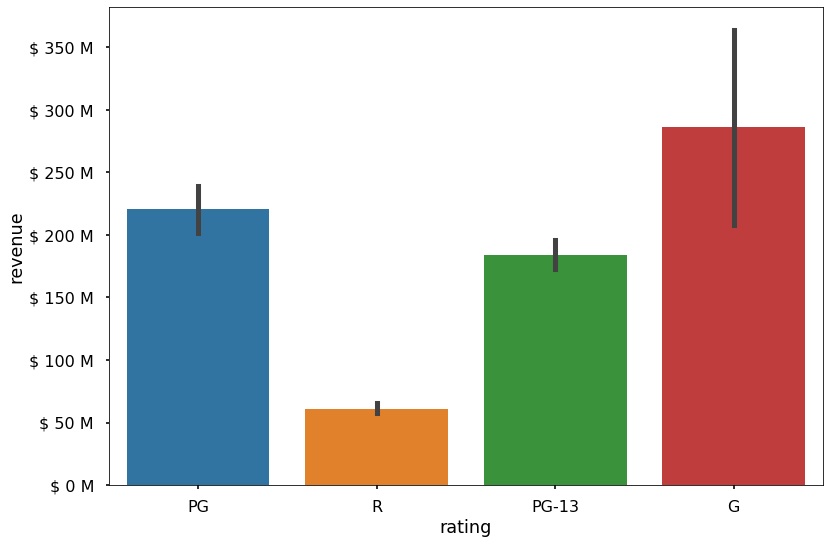 $ 350 M
$ 300 M
$ 250 M
$ 200 M
$ 150 M
$ 100 M
$ 50 M
$ 0 M
revenue
PG
R
PG-13
G
rating